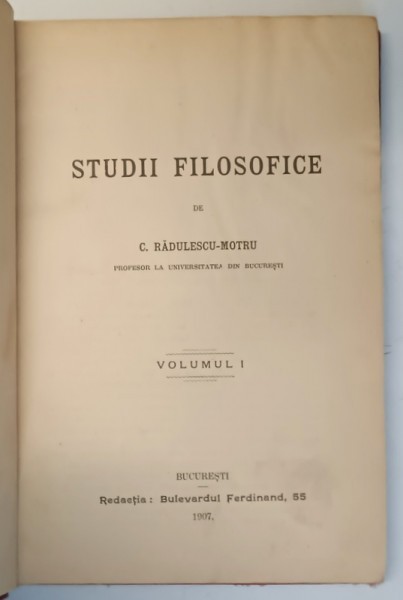 STUDII FILOSOFICE
DE
C. RĂDULESCU-MOTRU
PROFESOR LA UNIVERSITATEA DIN BUCUREȘTI
VOLUMUL I
BUCUREȘTI
Redacția: Bulevardul Ferdinand, 55
1907.